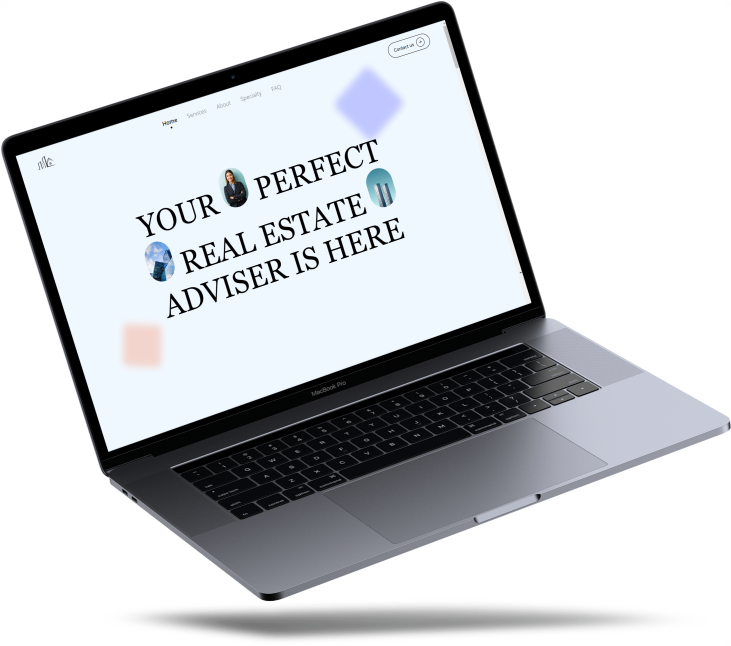 Contact us
Home Services About Specialty FAQ
YOUR PERFECT
REAL ESTATE
ADVISER IS HERE
MacBook Pro